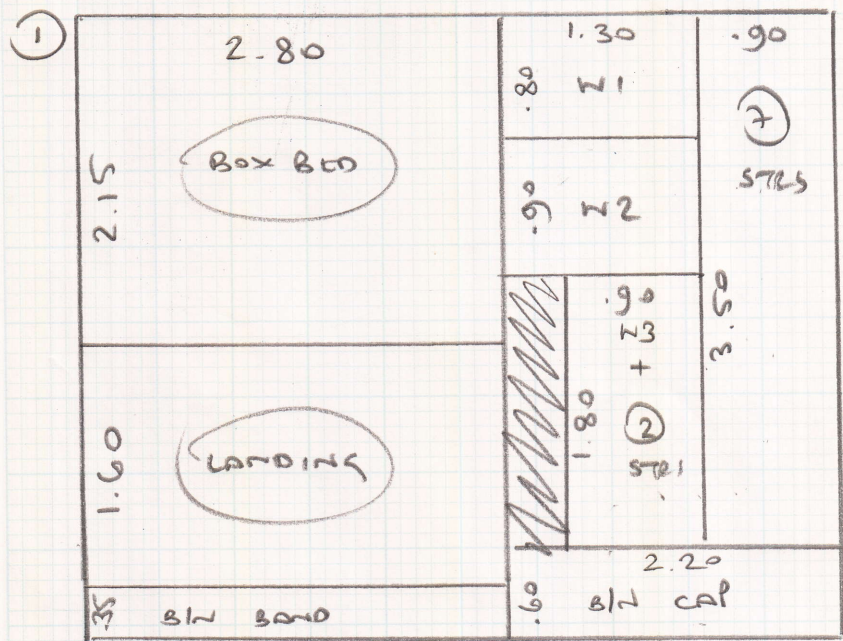 1
2.80
2.15
BOX BED
1.60
LANDING
.35
B/N BAND
1.30
.80
W1
.90
W2
.90
W3
+
2
STRS
1.80
.90
7
STRS
3.50
2.20
.60
B/N CAP